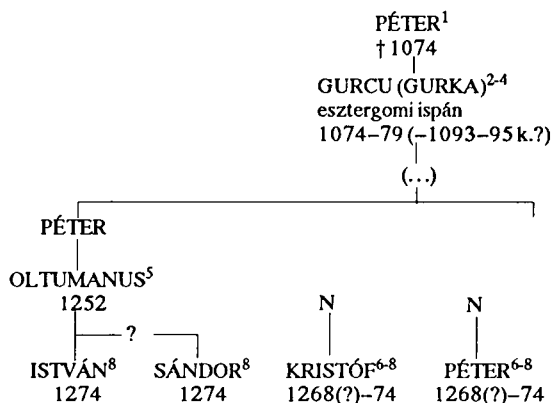 PÉTER¹
† 1074
GURCU (GURKA)²⁻⁴
esztergomi ispán
1074–79 (–1093–95 k.?)
(...)
PÉTER
OLTUMANUS⁵
1252
N
N
?
ISTVÁN⁸ SÁNDOR⁸ KRISTÓF⁶⁻⁸ PÉTER⁶⁻⁸
1274 1274 1268(?)–74 1268(?)–74